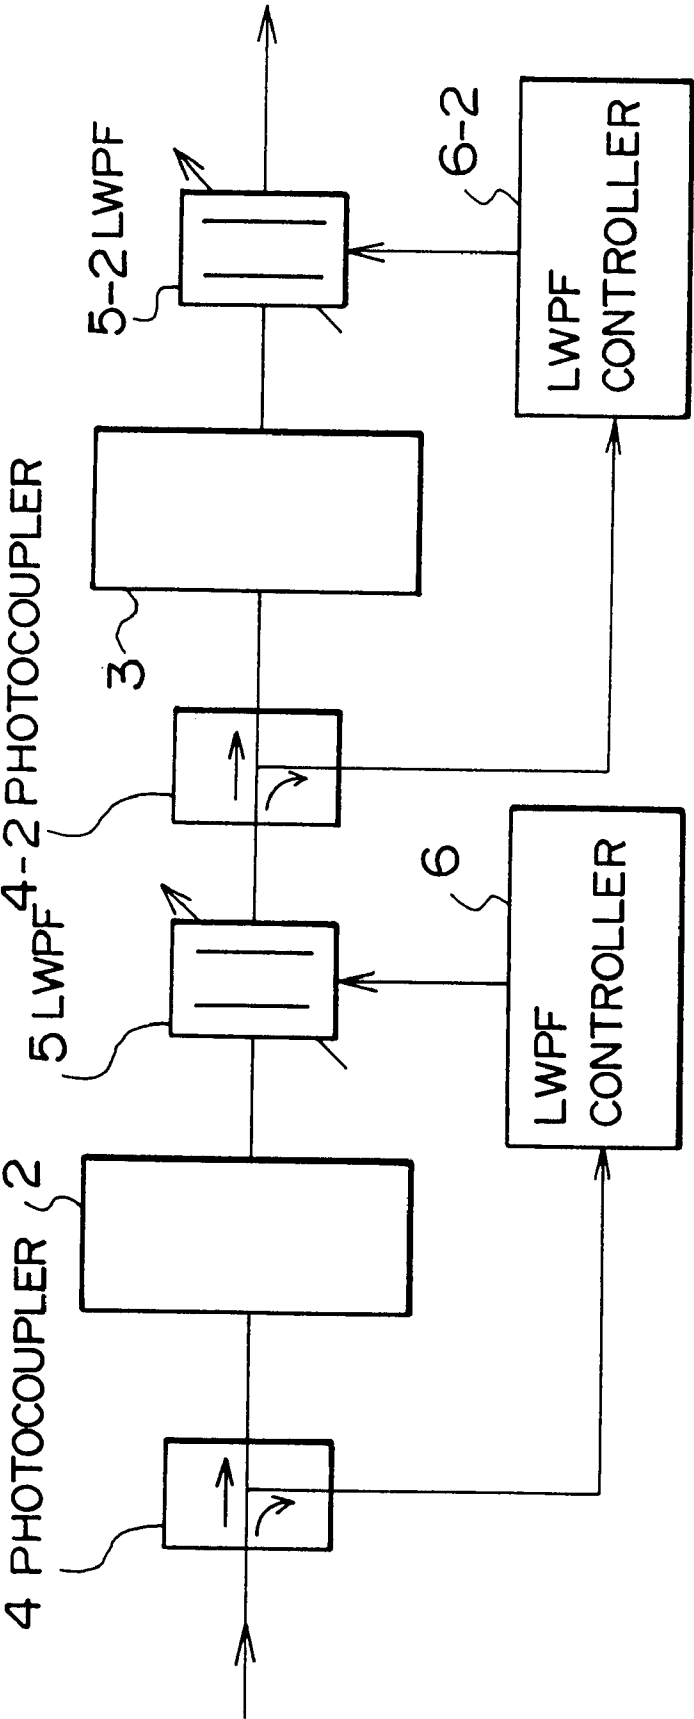 4 PHOTOCOUPLER
2
5 LWPF
4-2 PHOTOCOUPLER
3
5-2 LWPF
6
LWPF
CONTROLLER
6-2
LWPF
CONTROLLER